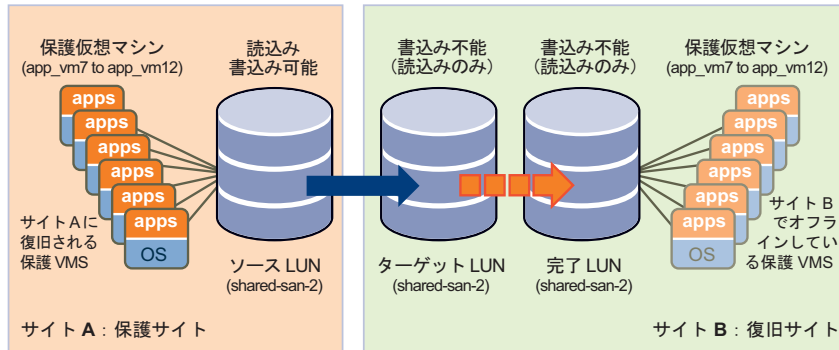 保護仮想マシン
(app_vm7 to app_vm12)
apps
apps
apps
apps
apps
apps
OS
サイトAに
復旧される
保護 VMS
読込み
書込み可能
ソース LUN
(shared-san-2)
サイト A：保護サイト
書込み不能
（読込みのみ）
ターゲット LUN
(shared-san-2)
書込み不能
（読込みのみ）
完了 LUN
(shared-san-2)
保護仮想マシン
(app_vm7 to app_vm12)
apps
apps
apps
apps
apps
apps
OS
サイト B
でオフラ
インしてい
る保護 VMS
サイト B：復旧サイト